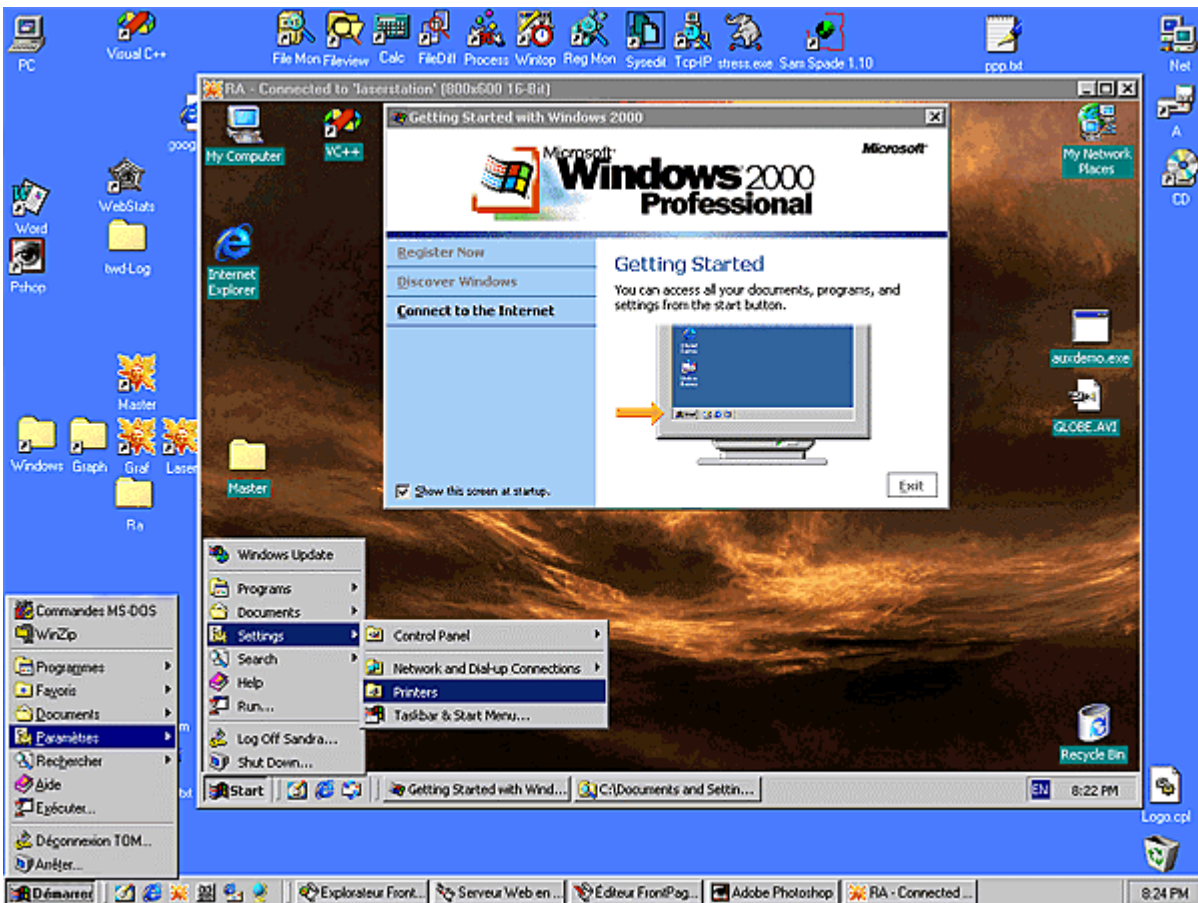 PC
Visual C++
File Mon
Fileview
Calc
FileDiff
Process
Wintop
Reg Mon
Sysedit
Tcp-IP
stress.exe
Sam Spade 1.10
ppp.txt
Net
RA - Connected to 'laserstation' (800x600 16-Bit)
goog
A
CD
Word
WebStats
Pshop
twd-Log
Master
Windows
Graph
Graf
Laser
Ra
My Computer
VC++
My Network Places
Internet Explorer
auxdemo.exe
GLOBE.AVI
Master
Recycle Bin
Getting Started with Windows 2000
Microsoft
Microsoft
Windows 2000
Professional
Register Now
Discover Windows
Connect to the Internet
Getting Started
You can access all your documents, programs, and
settings from the start button.
Show this screen at startup.
Exit
Windows Update
Programs
Documents
Settings
Search
Help
Run...
Log Off Sandra...
Shut Down...
Control Panel
Network and Dial-up Connections
Printers
Taskbar & Start Menu...
Start
Getting Started with Wind...
C:\Documents and Settin...
EN
8:22 PM
Commandes MS-DOS
WinZip
Programmes
Favoris
Documents
Paramètres
Rechercher
Aide
Exécuter...
Déconnexion TOM...
Arrêter...
Logo.cpl
Démarrer
Explorateur Front...
Serveur Web en ...
Éditeur FrontPag...
Adobe Photoshop
RA - Connected ...
8:24 PM